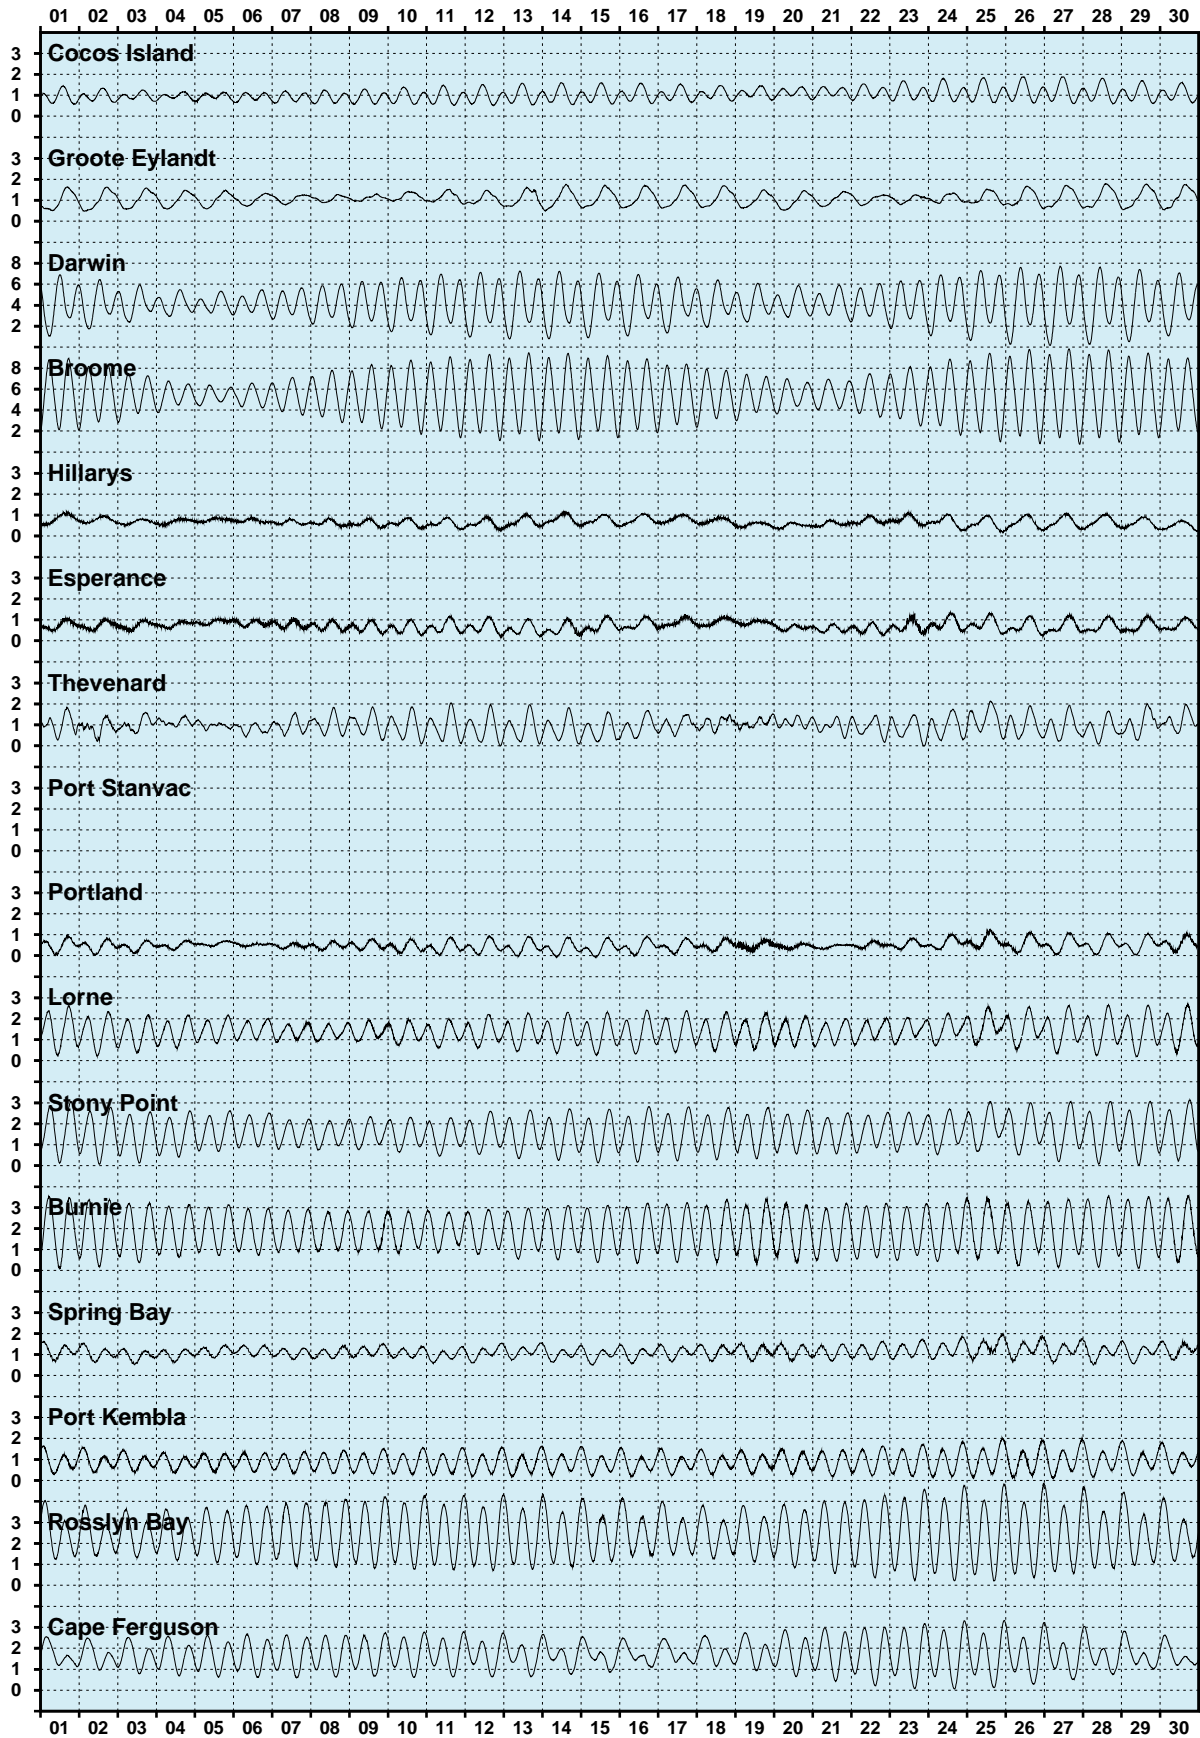 01 02 03 04 05 06 07 08 09 10 11 12 13 14 15 16 17 18 19 20 21 22 23 24 25 26 27 28 29 30
3 Cocos Island
2
1
0
3 Groote Eylandt
2
1
0
8 Darwin
6
4
2
8 Broome
6
4
2
3 Hillarys
2
1
0
3 Esperance
2
1
0
3 Thevenard
2
1
0
3 Port Stanvac
2
1
0
3 Portland
2
1
0
3 Lorne
2
1
0
3 Stony Point
2
1
0
3 Burnie
2
1
0
3 Spring Bay
2
1
0
3 Port Kembla
2
1
0
3 Rosslyn Bay
2
1
0
3 Cape Ferguson
2
1
0
01 02 03 04 05 06 07 08 09 10 11 12 13 14 15 16 17 18 19 20 21 22 23 24 25 26 27 28 29 30